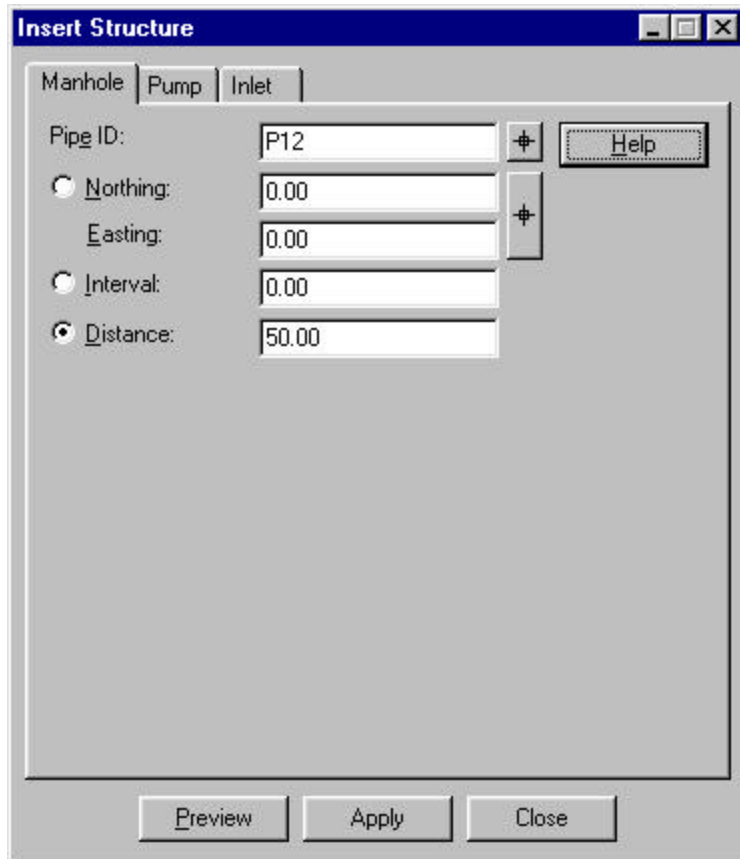 Insert Structure
Manhole Pump Inlet
Pipe ID: P12 Help
Northing: 0.00
Easting: 0.00
Interval: 0.00
Distance: 50.00
Preview Apply Close